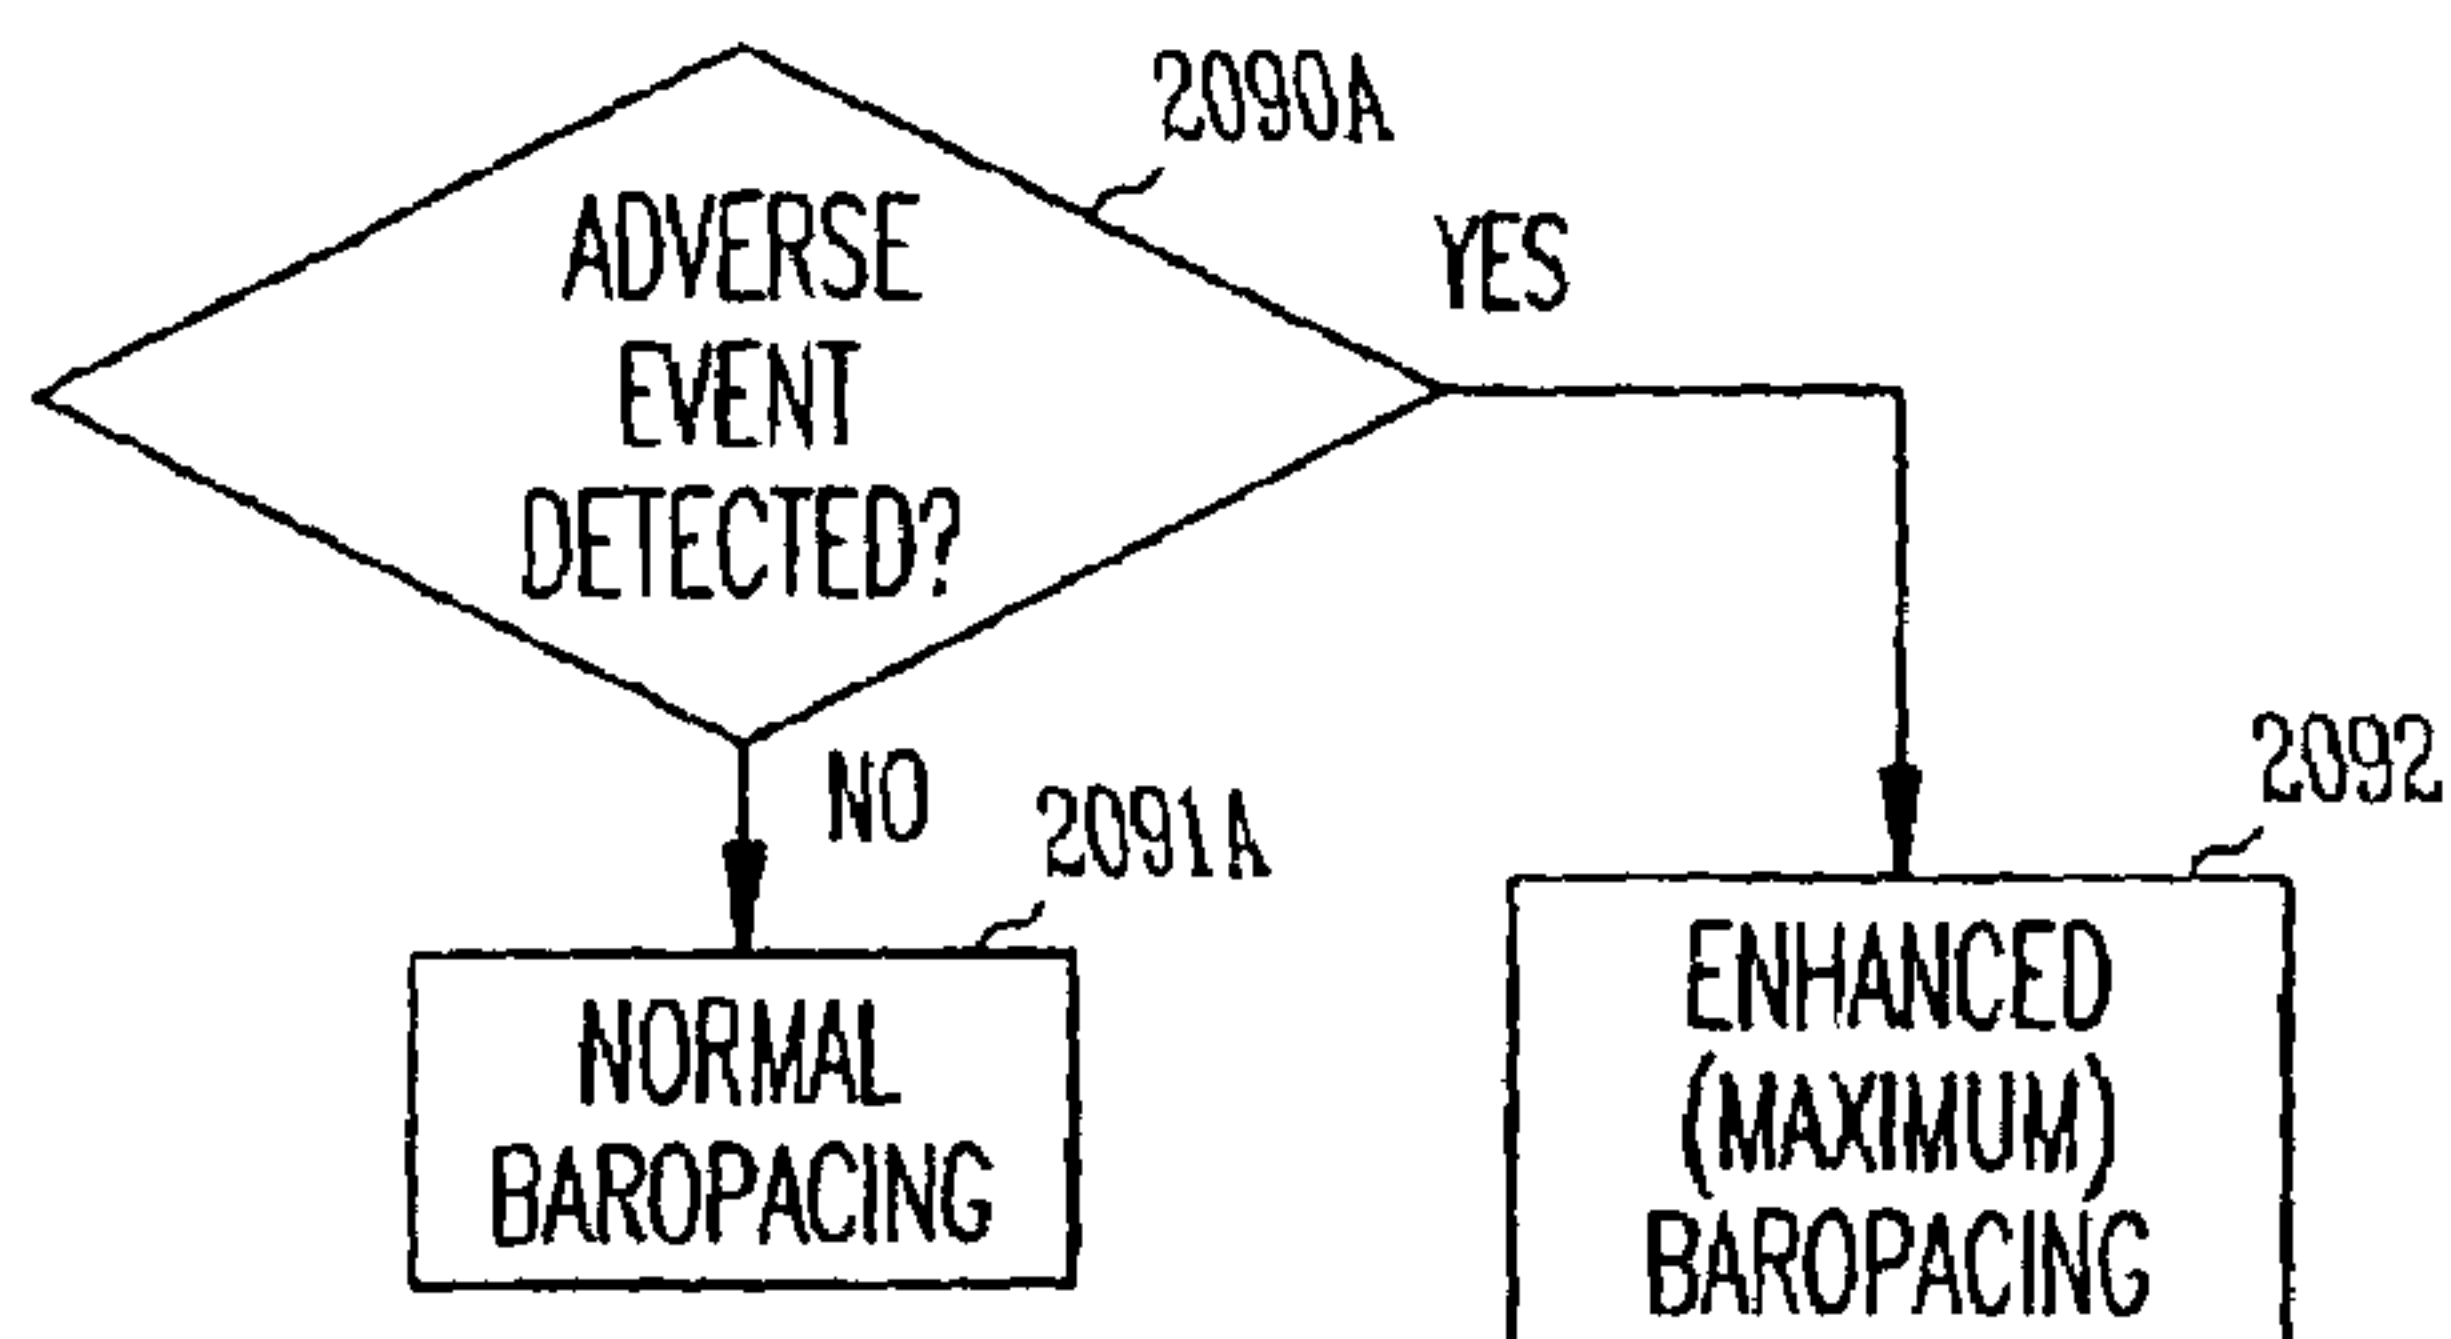 2090A
ADVERSE
EVENT
DETECTED?
YES
NO
2091A
NORMAL
BAROPACING
2092
ENHANCED
(MAXIMUM)
BAROPACING